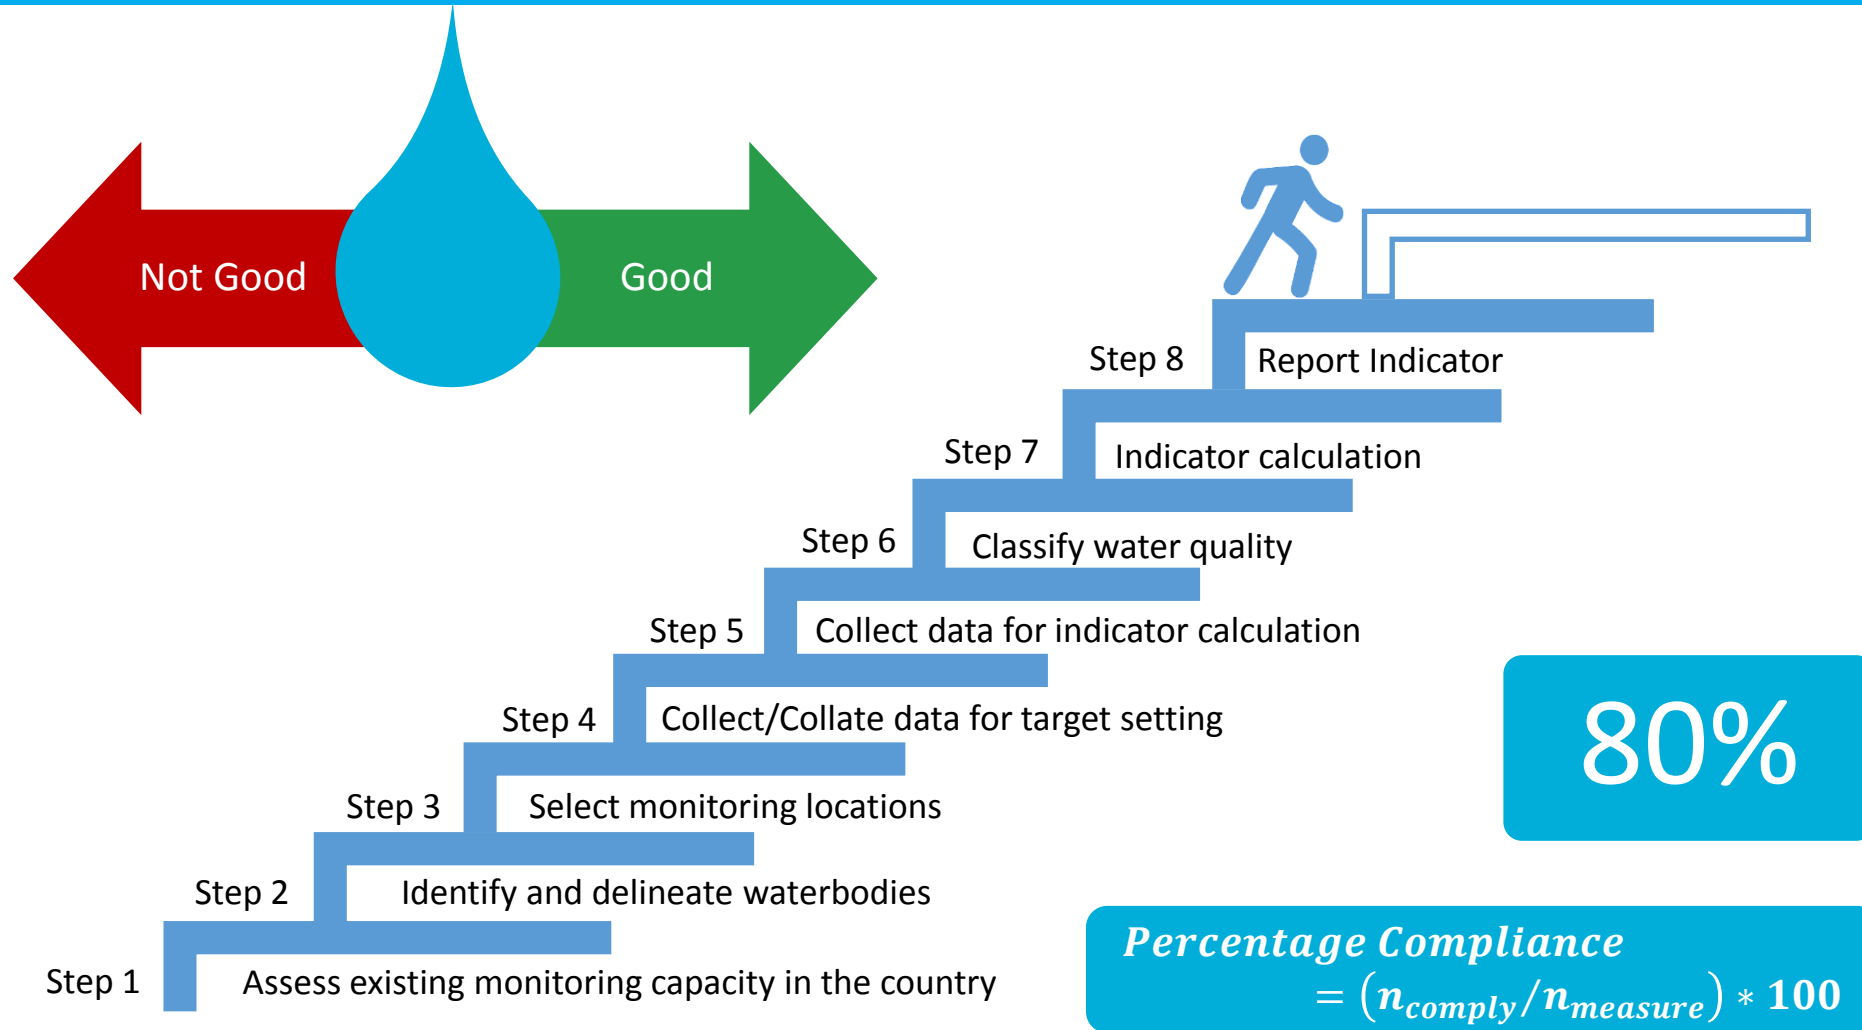 Not Good
Good
Step 8
Report Indicator
Step 7
Indicator calculation
Step 6
Classify water quality
Step 5
Collect data for indicator calculation
Step 4
Collect/Collate data for target setting
80%
Step 3
Select monitoring locations
Step 2
Identify and delineate waterbodies
Step 1
Assess existing monitoring capacity in the country
Percentage Compliance
= (n_comply/n_measure) * 100